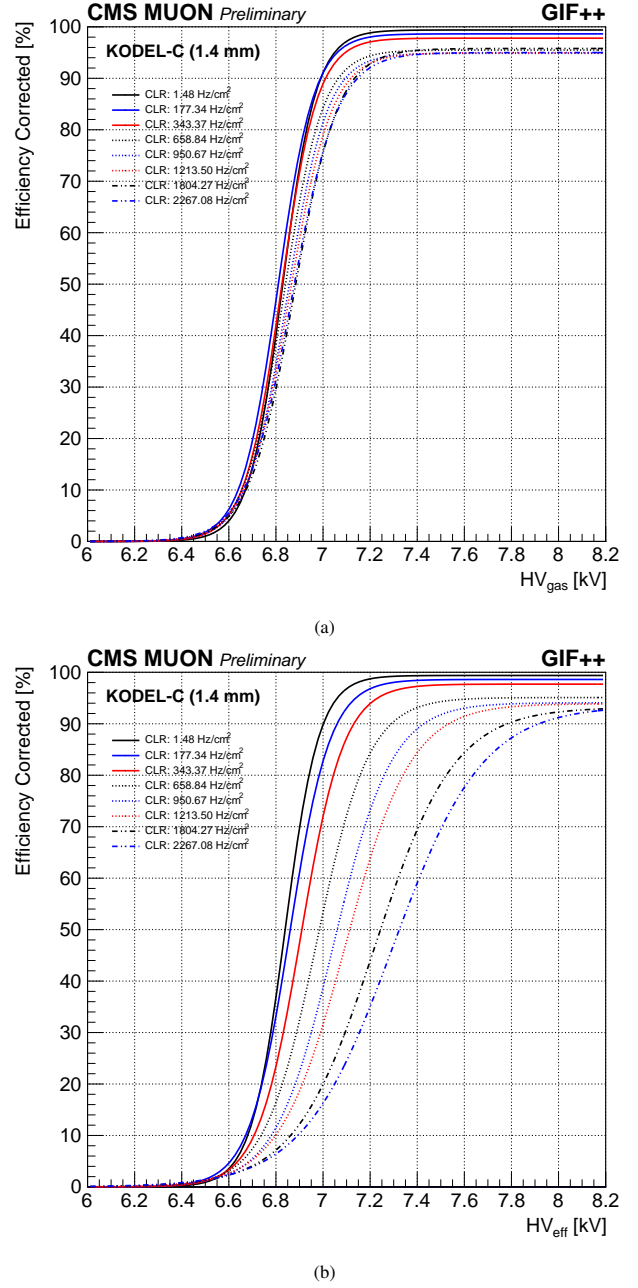 CMS MUON Preliminary GIF++
Efficiency Corrected [%]
KODEL-C (1.4 mm)
CLR: 1.48 Hz/cm²
CLR: 177.34 Hz/cm²
CLR: 343.37 Hz/cm²
CLR: 658.84 Hz/cm²
CLR: 950.67 Hz/cm²
CLR: 1213.50 Hz/cm²
CLR: 1804.27 Hz/cm²
CLR: 2267.08 Hz/cm²
100
90
80
70
60
50
40
30
20
10
0
6 6.2 6.4 6.6 6.8 7 7.2 7.4 7.6 7.8 8 8.2
HVgas [kV]
(a)
CMS MUON Preliminary GIF++
Efficiency Corrected [%]
KODEL-C (1.4 mm)
CLR: 1.48 Hz/cm²
CLR: 177.34 Hz/cm²
CLR: 343.37 Hz/cm²
CLR: 658.84 Hz/cm²
CLR: 950.67 Hz/cm²
CLR: 1213.50 Hz/cm²
CLR: 1804.27 Hz/cm²
CLR: 2267.08 Hz/cm²
100
90
80
70
60
50
40
30
20
10
0
6 6.2 6.4 6.6 6.8 7 7.2 7.4 7.6 7.8 8 8.2
HVeff [kV]
(b)